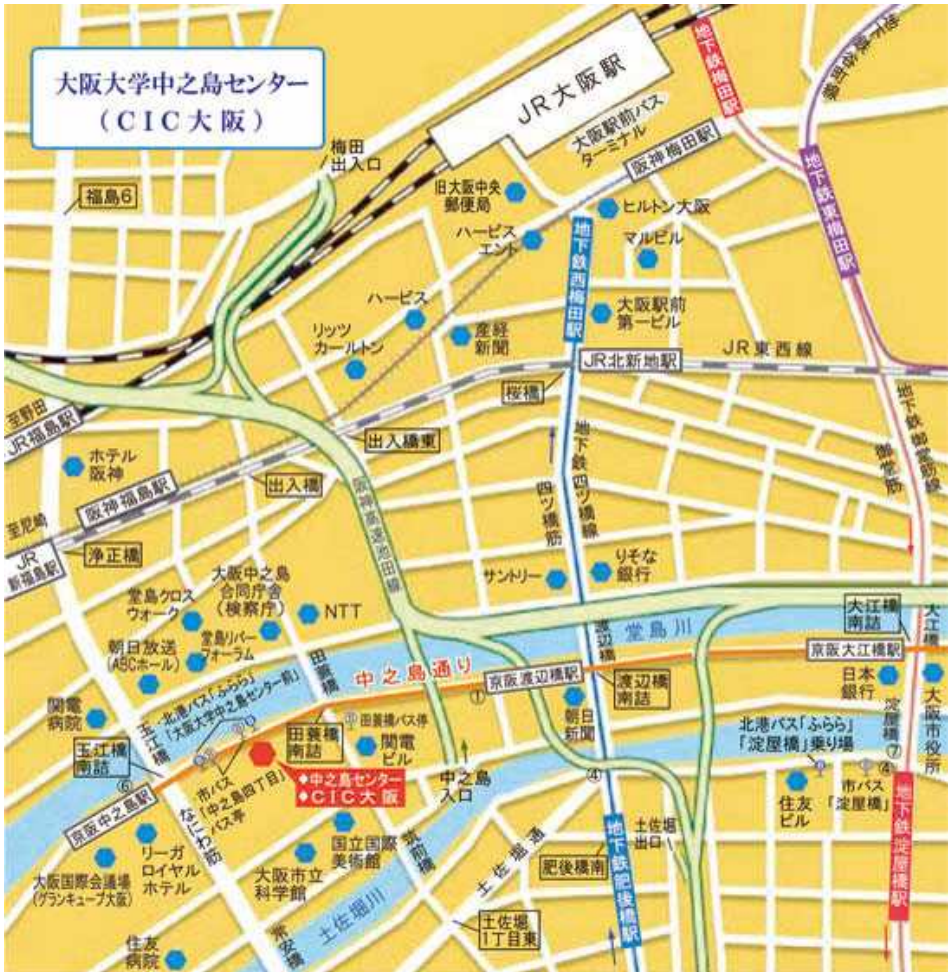 大阪大学中之島センター
(CIC大阪)
JR大阪駅
大阪駅前バス
ターミナル
地下鉄梅田駅
地下鉄谷町線
地下鉄東梅田駅
阪神梅田駅
梅田
出入口
福島6
旧大阪中央
郵便局
ヒルトン大阪
ハービス
エント
マルビル
地下鉄西梅田駅
ハービス
大阪駅前
第一ビル
リッツ
カールトン
産経
新聞
JR東西線
JR北新地駅
桜橋
至野田
JR福島駅
出入橋東
地下鉄御堂筋線
御堂筋
ホテル
阪神
阪神福島駅
出入橋
阪神高速池田線
地下鉄四ツ橋線
四ツ橋筋
至尼崎
JR
新福島駅
浄正橋
堂島クロス
ウォーク
大阪中之島
合同庁舎
(検察庁)
NTT
サントリー
りそな
銀行
大江橋
南詰
大江橋
朝日放送
(ABCホール)
堂島リバー
フォーラム
田蓑橋
堂島川
渡辺橋
中之島通り
京阪大江橋駅
京阪渡辺橋駅
渡辺橋
南詰
①
日本
銀行
大阪市役所
関電
病院
玉江橋
北港バス「ふらら」
「大阪大学中之島センター前」
田蓑橋バス停
朝日
新聞
北港バス「ふらら」
「淀屋橋」乗り場
淀屋橋
⑦
玉江橋
南詰
⑥
田蓑橋
南詰
関電
ビル
◆中之島センター
◆CIC大阪
中之島
入口
④
④
市バス
「中之島四丁目」
バス亭
住友
ビル
市バス
「淀屋橋」
京阪中之島駅
なにわ筋
国立国際
美術館
筑前橋
土佐堀通
土佐堀
出口
地下鉄淀屋橋駅
リーガ
ロイヤル
ホテル
大阪市立
科学館
肥後橋南
地下鉄肥後橋駅
大阪国際会議場
(グランキューブ大阪)
土佐堀川
土佐堀
1丁目東
常安橋
住友
病院